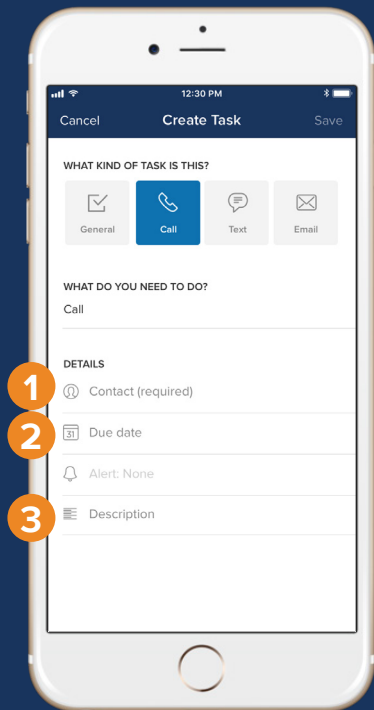 12:30 PM
Cancel Create Task Save
WHAT KIND OF TASK IS THIS?
General Call Text Email
WHAT DO YOU NEED TO DO?
Call
DETAILS
1 Contact (required)
2 31 Due date
Alert: None
3 Description